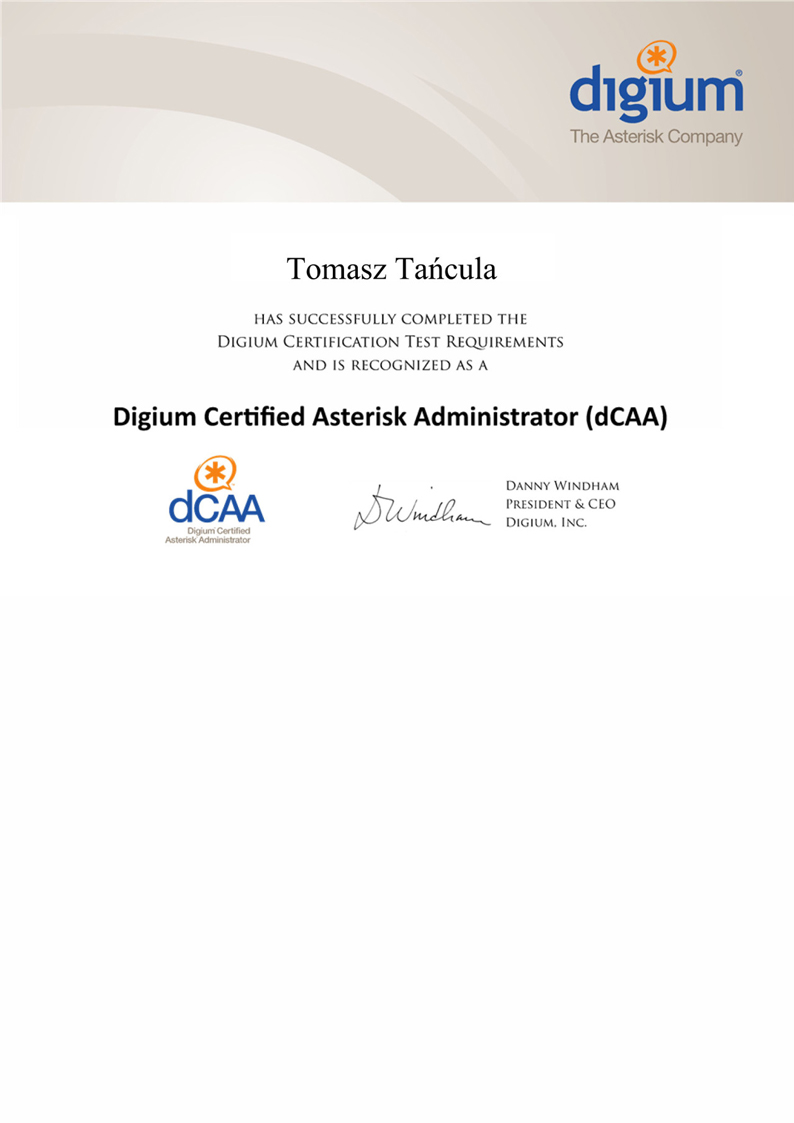 digium®
The Asterisk Company
Tomasz Tańcula
HAS SUCCESSFULLY COMPLETED THE
DIGIUM CERTIFICATION TEST REQUIREMENTS
AND IS RECOGNIZED AS A
Digium Certified Asterisk Administrator (dCAA)
dCAA
Digium Certified
Asterisk Administrator
DWindham
DANNY WINDHAM
PRESIDENT & CEO
DIGIUM, INC.